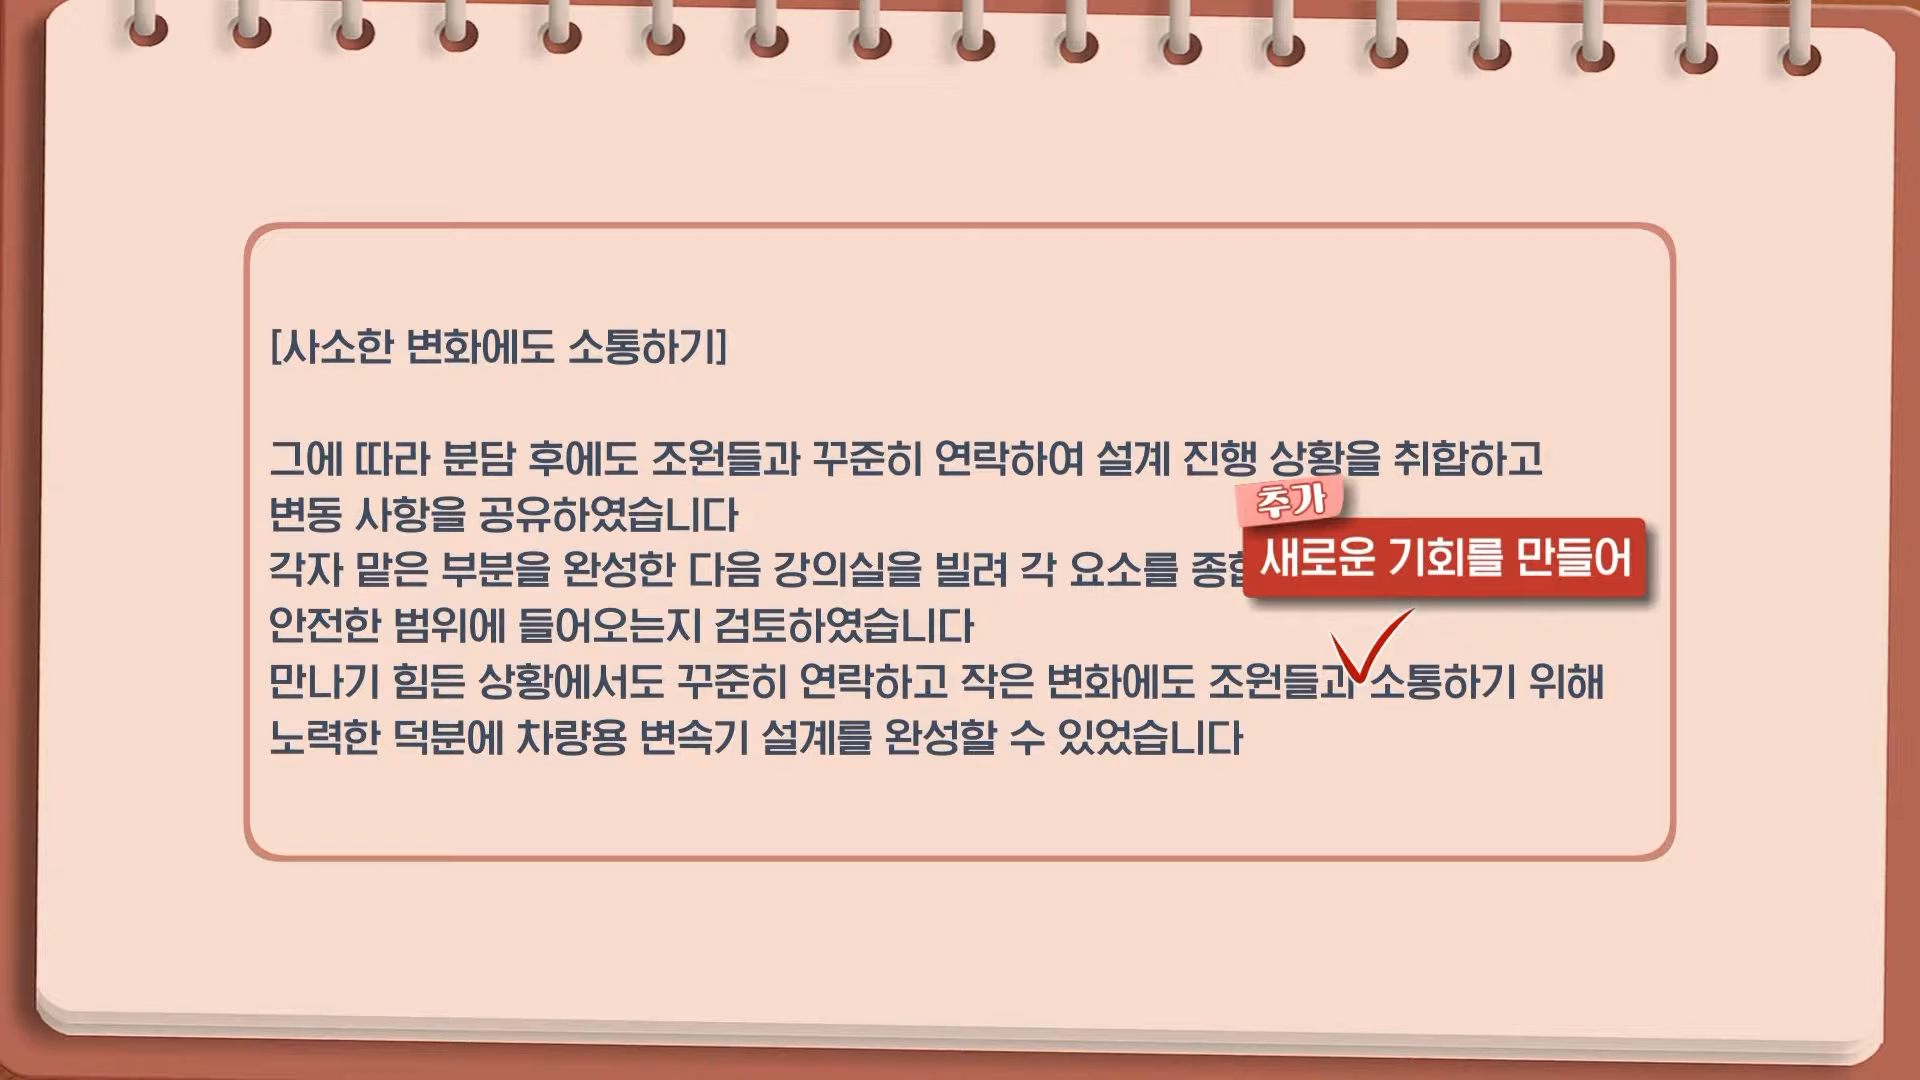 [사소한 변화에도 소통하기]
그에 따라 분담 후에도 조원들과 꾸준히 연락하여 설계 진행 상황을 취합하고
변동 사항을 공유하였습니다
추가
각자 맡은 부분을 완성한 다음 강의실을 빌려 각 요소를
새로운 기회를 만들어
안전한 범위에 들어오는지 검토하였습니다
만나기 힘든 상황에서도 꾸준히 연락하고 작은 변화에도 조원들과 소통하기 위해
노력한 덕분에 차량용 변속기 설계를 완성할 수 있었습니다